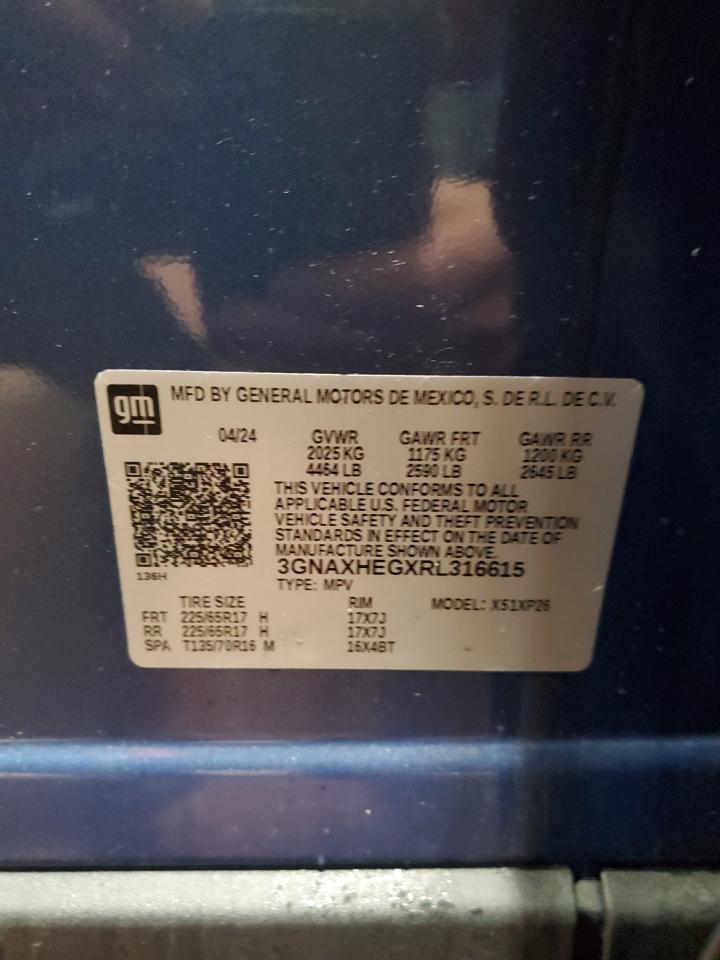 gm
MFD BY GENERAL MOTORS DE MEXICO, S. DE R.L. DE C.V.
04/24 GVWR GAWR FRT GAWR RR
2025 KG 1175 KG 1200 KG
4464 LB 2590 LB 2645 LB
THIS VEHICLE CONFORMS TO ALL
APPLICABLE U.S. FEDERAL MOTOR
VEHICLE SAFETY AND THEFT PREVENTION
STANDARDS IN EFFECT ON THE DATE OF
MANUFACTURE SHOWN ABOVE.
136H
3GNAXHEGXRL316615
TYPE: MPV
TIRE SIZE RIM MODEL: X51XP26
FRT 225/65R17 H 17X7J
RR 225/65R17 H 17X7J
SPA T135/70R16 M 16X4BT